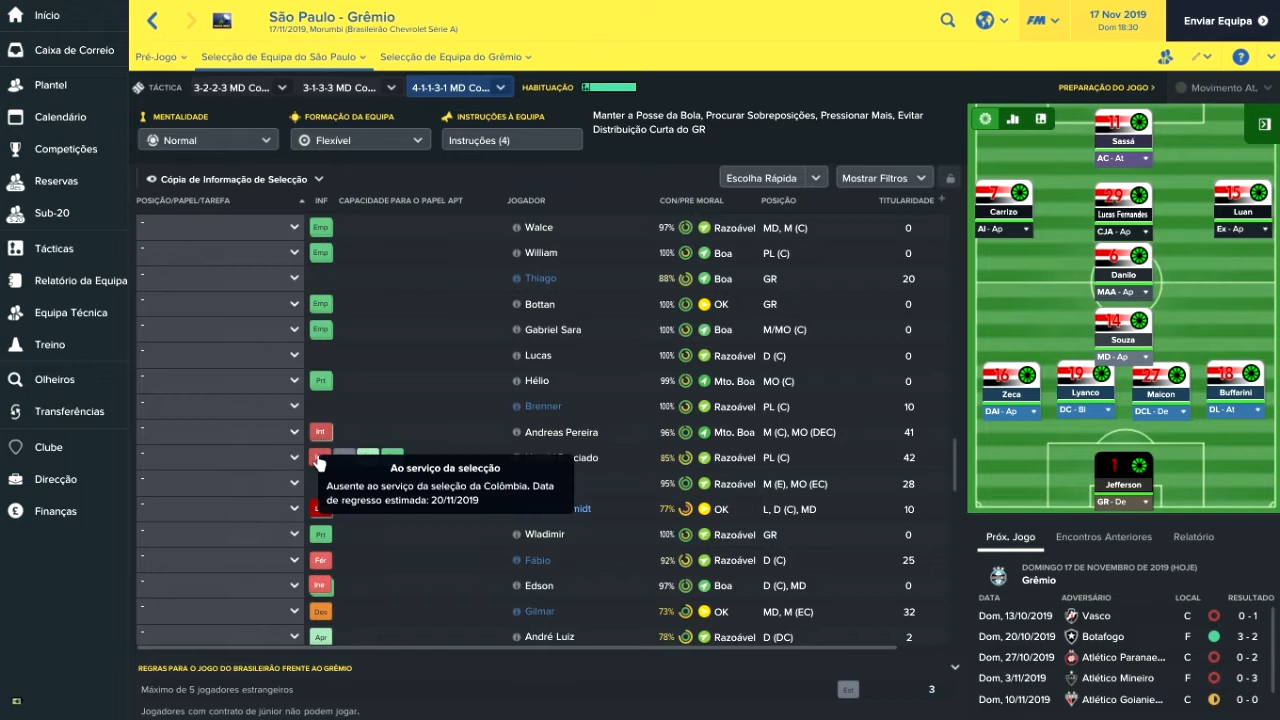 Início
Caixa de Correio
Plantel
Calendário
Competições
Reservas
Sub-20
Tácticas
Relatório da Equipa
Equipa Técnica
Treino
Olheiros
Transferências
Clube
Direcção
Finanças
São Paulo - Grêmio
17/11/2019, Morumbi (Brasileirão Chevrolet Série A)
FM
17 Nov 2019
Dom 18:30
Enviar Equipa
Pré-Jogo
Selecção de Equipa do São Paulo
Selecção de Equipa do Grêmio
TÁCTICA
3-2-2-3 MD Co...
3-1-3-3 MD Co...
4-1-1-3-1 MD Co...
HABITUAÇÃO
PREPARAÇÃO DO JOGO >
Movimento At.
MENTALIDADE
Normal
FORMAÇÃO DA EQUIPA
Flexível
INSTRUÇÕES À EQUIPA
Instruções (4)
Manter a Posse da Bola, Procurar Sobreposições, Pressionar Mais, Evitar
Distribuição Curta do GR
Cópia de Informação de Selecção
Escolha Rápida
Mostrar Filtros
POSIÇÃO/PAPEL/TAREFA INF CAPACIDADE PARA O PAPEL APT JOGADOR CON/PRE MORAL POSIÇÃO TITULARIDADE
- Emp Walce 97% Razoável MD, M (C) 0
- Emp William 100% Boa PL (C) 0
- Thiago 88% Boa GR 20
- Emp Bottan 100% OK GR 0
- Emp Gabriel Sara 100% Boa M/MO (C) 0
- Lucas 100% Razoável D (C) 0
- Prt Hélio 99% Mto. Boa MO (C) 0
- Brenner 100% Razoável PL (C) 10
- Int Andreas Pereira 96% Mto. Boa M (C), MO (DEC) 41
- ciado 85% Razoável PL (C) 42
- 95% Razoável M (E), MO (EC) 28
- midt 77% OK L, D (C), MD 10
- Prt Wladimir 100% Razoável GR 0
- Fér Fábio 92% Razoável D (C) 25
- Ine Edson 97% Boa D (C), MD 0
- Des Gilmar 73% OK MD, M (EC) 32
- Apr André Luiz 78% Razoável D (DC) 2
Ao serviço da selecção
Ausente ao serviço da seleção da Colômbia. Data
de regresso estimada: 20/11/2019
REGRAS PARA O JOGO DO BRASILEIRÃO FRENTE AO GRÊMIO
Máximo de 5 jogadores estrangeiros Est 3
Jogadores com contrato de júnior não podem jogar.
11
Sassá
AC - At
7
Carrizo
AI - Ap
29
Lucas Fernandes
CJA - Ap
15
Luan
Ex - Ap
6
Danilo
MAA - Ap
14
Souza
MD - Ap
16
Zeca
DAI - Ap
19
Lyanco
DC - Bl
27
Maicon
DCL - De
18
Buffarini
DL - At
1
Jefferson
GR - De
Próx. Jogo
Encontros Anteriores
Relatório
DOMINGO 17 DE NOVEMBRO DE 2019 (HOJE)
Grêmio
DATA ADVERSÁRIO LOCAL RESULTADO
Dom, 13/10/2019 Vasco C 0 - 1
Dom, 20/10/2019 Botafogo F 3 - 2
Dom, 27/10/2019 Atlético Paranae... C 0 - 2
Dom, 3/11/2019 Atlético Mineiro F 0 - 3
Dom, 10/11/2019 Atlético Goianie... C 0 - 0